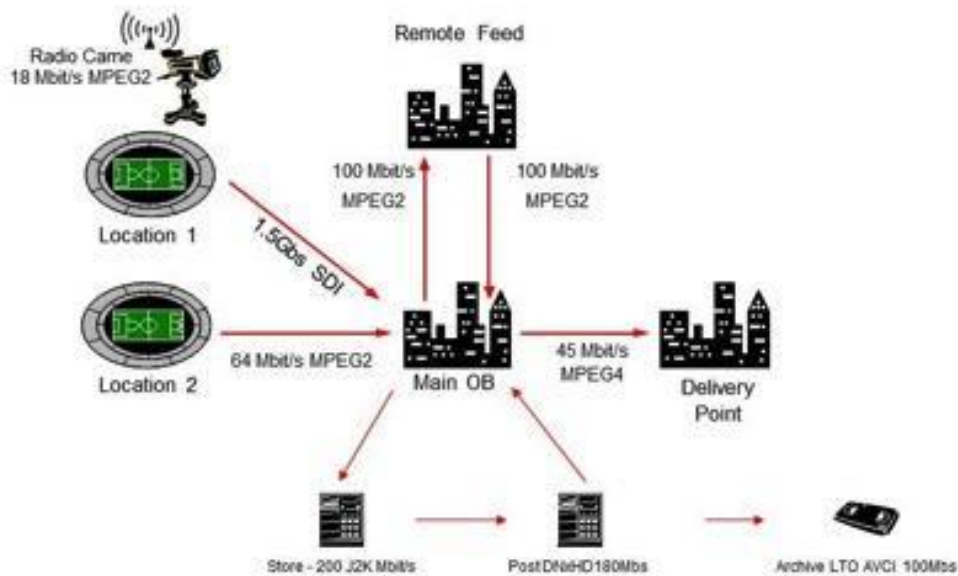 Remote Feed
Radio Came
18 Mbit/s MPEG2
100 Mbit/s
MPEG2
100 Mbit/s
MPEG2
Location 1
1.5Gbs SDI
64 Mbit/s MPEG2
Location 2
Main OB
45 Mbit/s
MPEG4
Delivery
Point
Store - 200 J2K Mbit/s
Post DNxHD180Mbs
Archive LTO AVCI 100Mbs